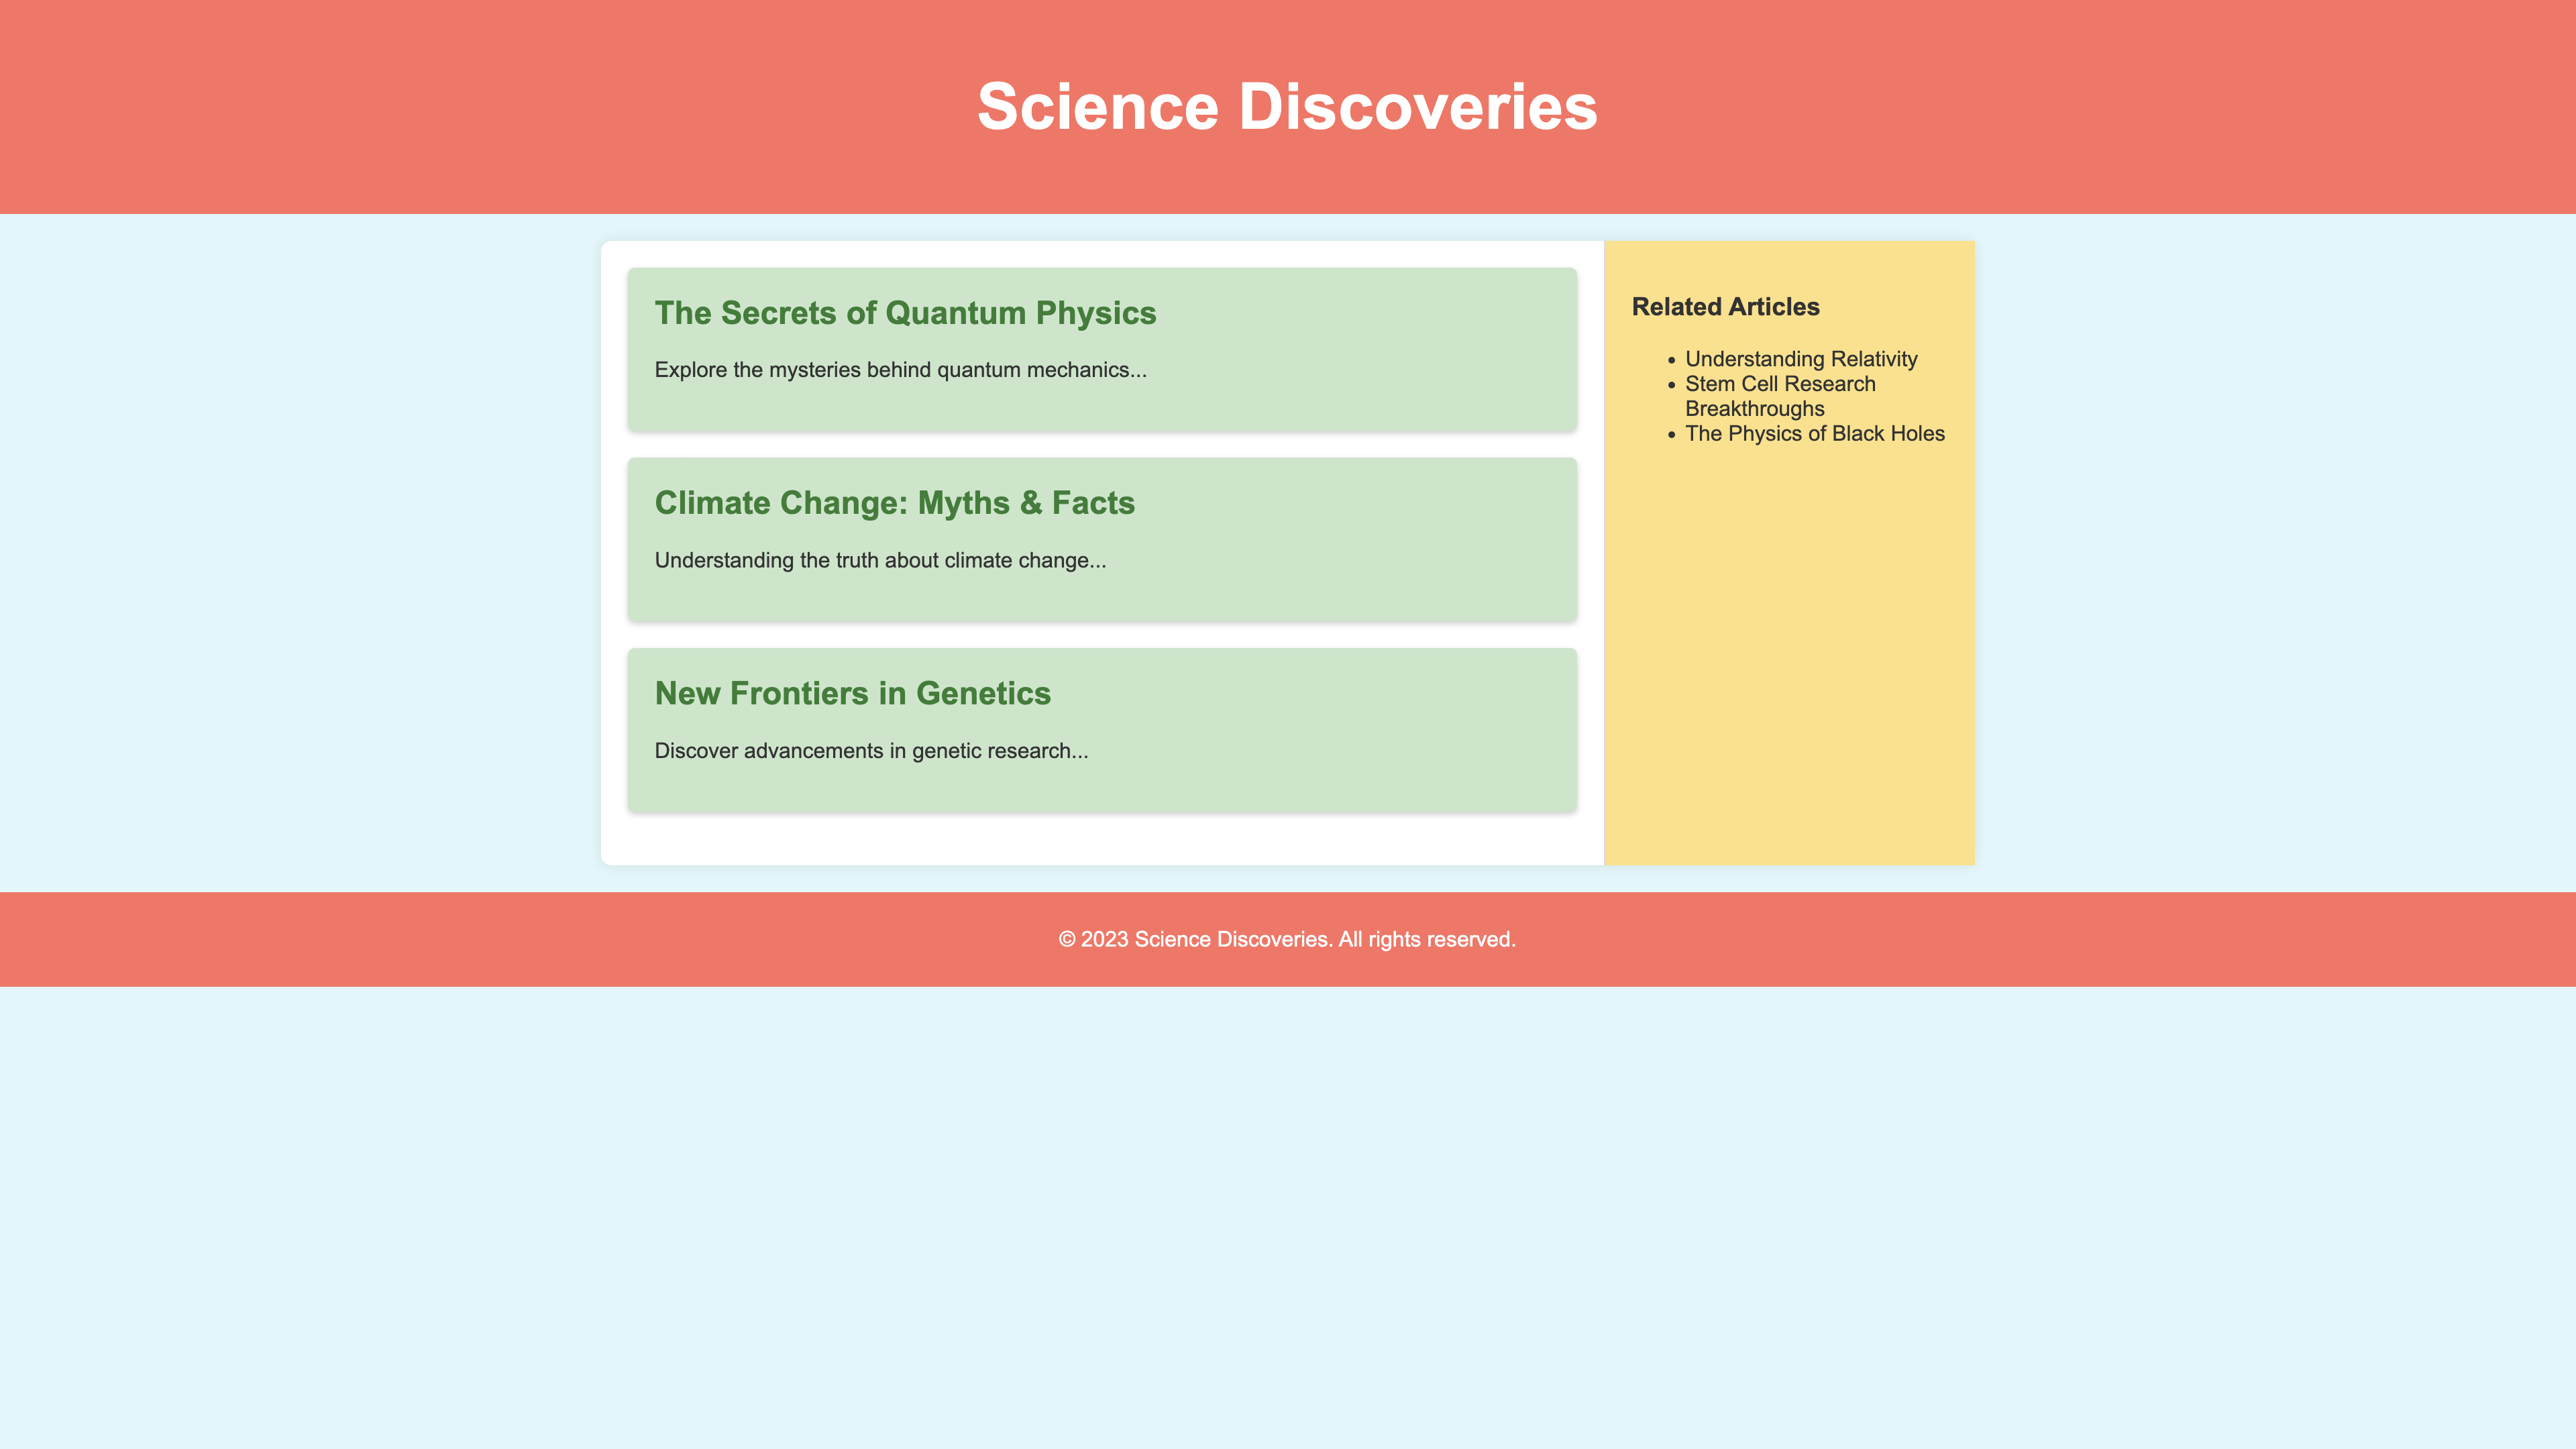 Science Discoveries
The Secrets of Quantum Physics
Explore the mysteries behind quantum mechanics...
Climate Change: Myths & Facts
Understanding the truth about climate change...
New Frontiers in Genetics
Discover advancements in genetic research...
Related Articles
• Understanding Relativity
• Stem Cell Research
Breakthroughs
• The Physics of Black Holes
© 2023 Science Discoveries. All rights reserved.